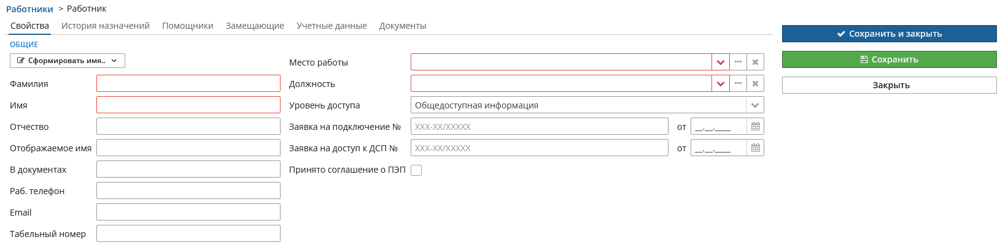 Работники > Работник
Свойства История назначений Помощники Замещающие Учетные данные Документы
ОБЩИЕ
Сформировать имя..
Фамилия
Имя
Отчество
Отображаемое имя
В документах
Раб. телефон
Email
Табельный номер
Место работы
Должность
Уровень доступа Общедоступная информация
Заявка на подключение № XXX-XX/XXXXX от __.__.____
Заявка на доступ к ДСП № XXX-XX/XXXXX от __.__.____
Принято соглашение о ПЭП
Сохранить и закрыть
Сохранить
Закрыть